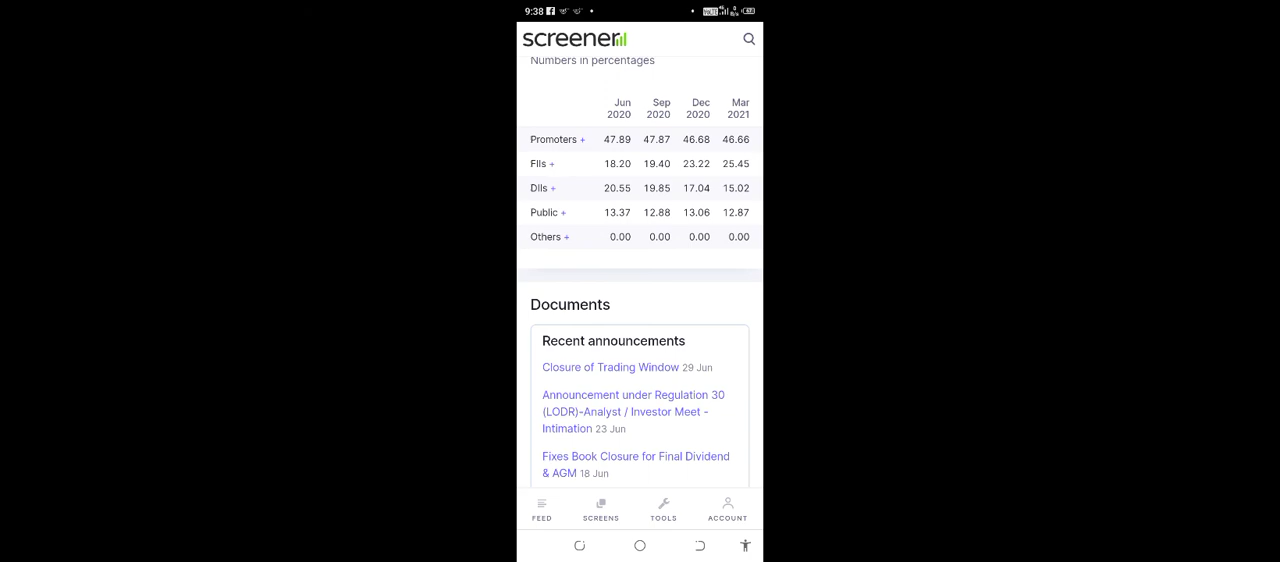 9:38
screener
Numbers in percentages
Jun 2020 Sep 2020 Dec 2020 Mar 2021
Promoters + 47.89 47.87 46.68 46.66
FIIs + 18.20 19.40 23.22 25.45
DIIs + 20.55 19.85 17.04 15.02
Public + 13.37 12.88 13.06 12.87
Others + 0.00 0.00 0.00 0.00
Documents
Recent announcements
Closure of Trading Window 29 Jun
Announcement under Regulation 30
(LODR)-Analyst / Investor Meet -
Intimation 23 Jun
Fixes Book Closure for Final Dividend
& AGM 18 Jun
FEED SCREENS TOOLS ACCOUNT